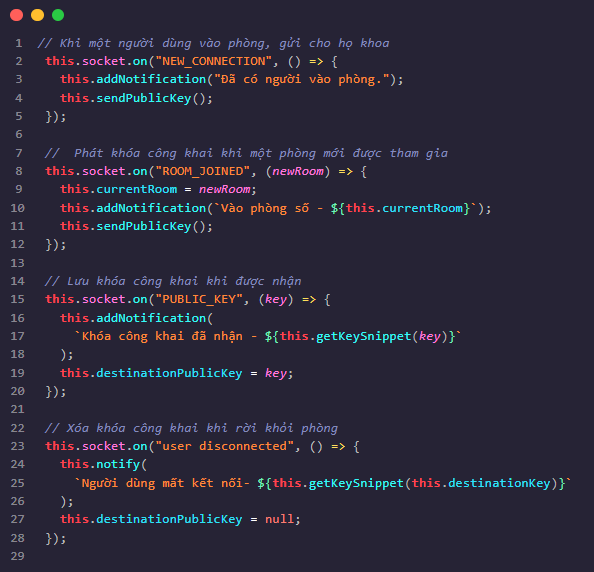 1 // Khi một người dùng vào phòng, gửi cho họ khoa
2 this.socket.on("NEW_CONNECTION", () => {
3 this.addNotification("Đã có người vào phòng.");
4 this.sendPublicKey();
5 });
6
7 // Phát khóa công khai khi một phòng mới được tham gia
8 this.socket.on("ROOM_JOINED", (newRoom) => {
9 this.currentRoom = newRoom;
10 this.addNotification(`Vào phòng số - ${this.currentRoom}`);
11 this.sendPublicKey();
12 });
13
14 // Lưu khóa công khai khi được nhận
15 this.socket.on("PUBLIC_KEY", (key) => {
16 this.addNotification(
17 `Khóa công khai đã nhận - ${this.getKeySnippet(key)}`
18 );
19 this.destinationPublicKey = key;
20 });
21
22 // Xóa khóa công khai khi rời khỏi phòng
23 this.socket.on("user disconnected", () => {
24 this.notify(
25 `Người dùng mất kết nối- ${this.getKeySnippet(this.destinationKey)}`
26 );
27 this.destinationPublicKey = null;
28 });
29